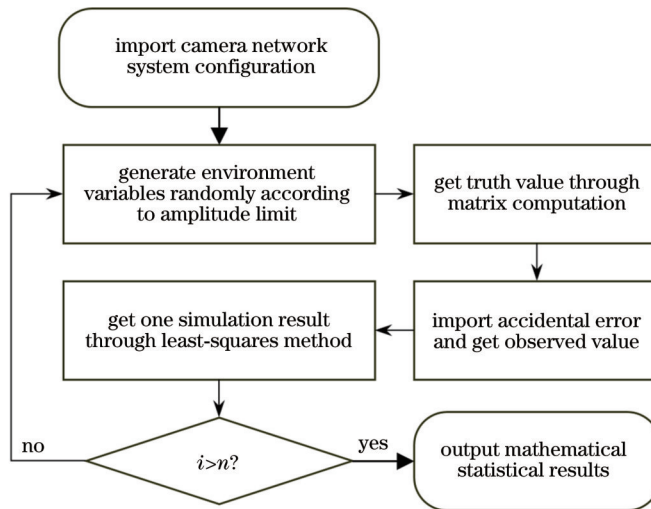 import camera network
system configuration
generate environment
variables randomly according
to amplitude limit
get truth value through
matrix computation
import accidental error
and get observed value
get one simulation result
through least-squares method
i>n?
no
yes
output mathematical
statistical results